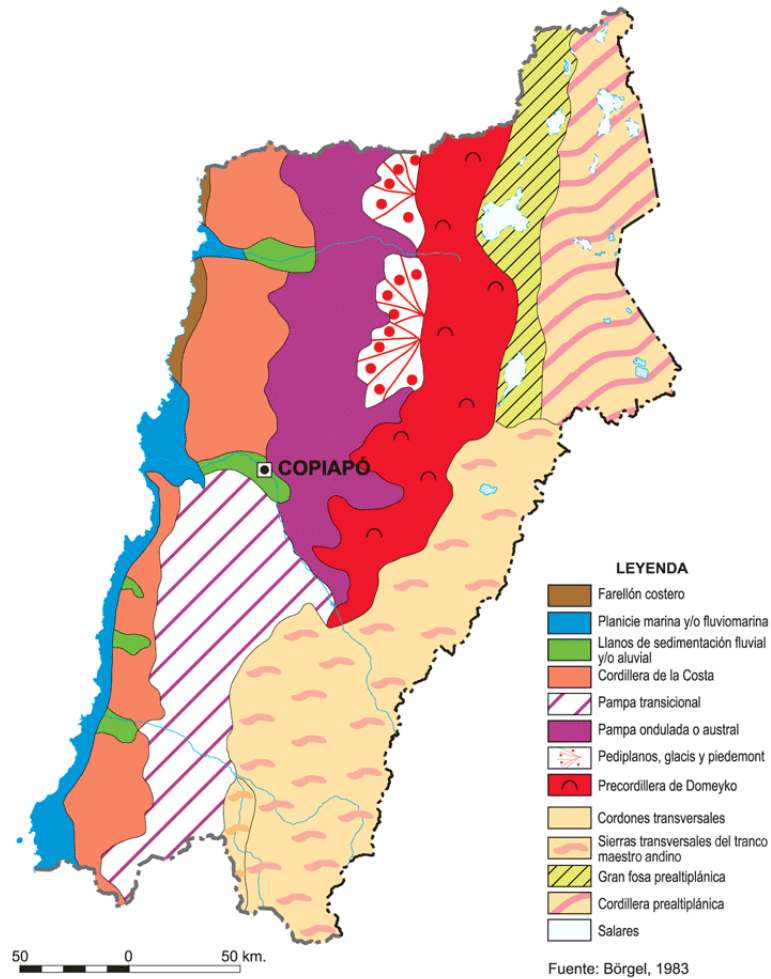 COPIAPÓ
LEYENDA
Farellón costero
Planicie marina y/o fluviomarina
Llanos de sedimentación fluvial
y/o aluvial
Cordillera de la Costa
Pampa transicional
Pampa ondulada o austral
Pediplanos, glacis y piedemont
Precordillera de Domeyko
Cordones transversales
Sierras transversales del tranco
maestro andino
Gran fosa prealtiplánica
Cordillera prealtiplánica
Salares
50 0 50 km.
Fuente: Börgel, 1983